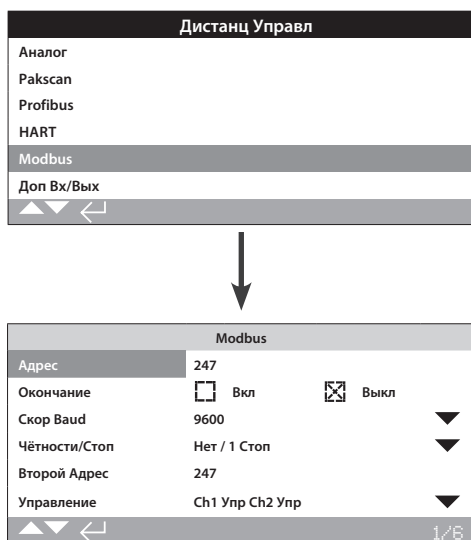 Дистанц Управл
Аналог
Pakscan
Profibus
HART
Modbus
Доп Вх/Вых
Modbus
Адрес 247
Окончание Вкл Выкл
Скор Baud 9600
Чётности/Стоп Нет / 1 Стоп
Второй Адрес 247
Управление Ch1 Упр Ch2 Упр
1/6